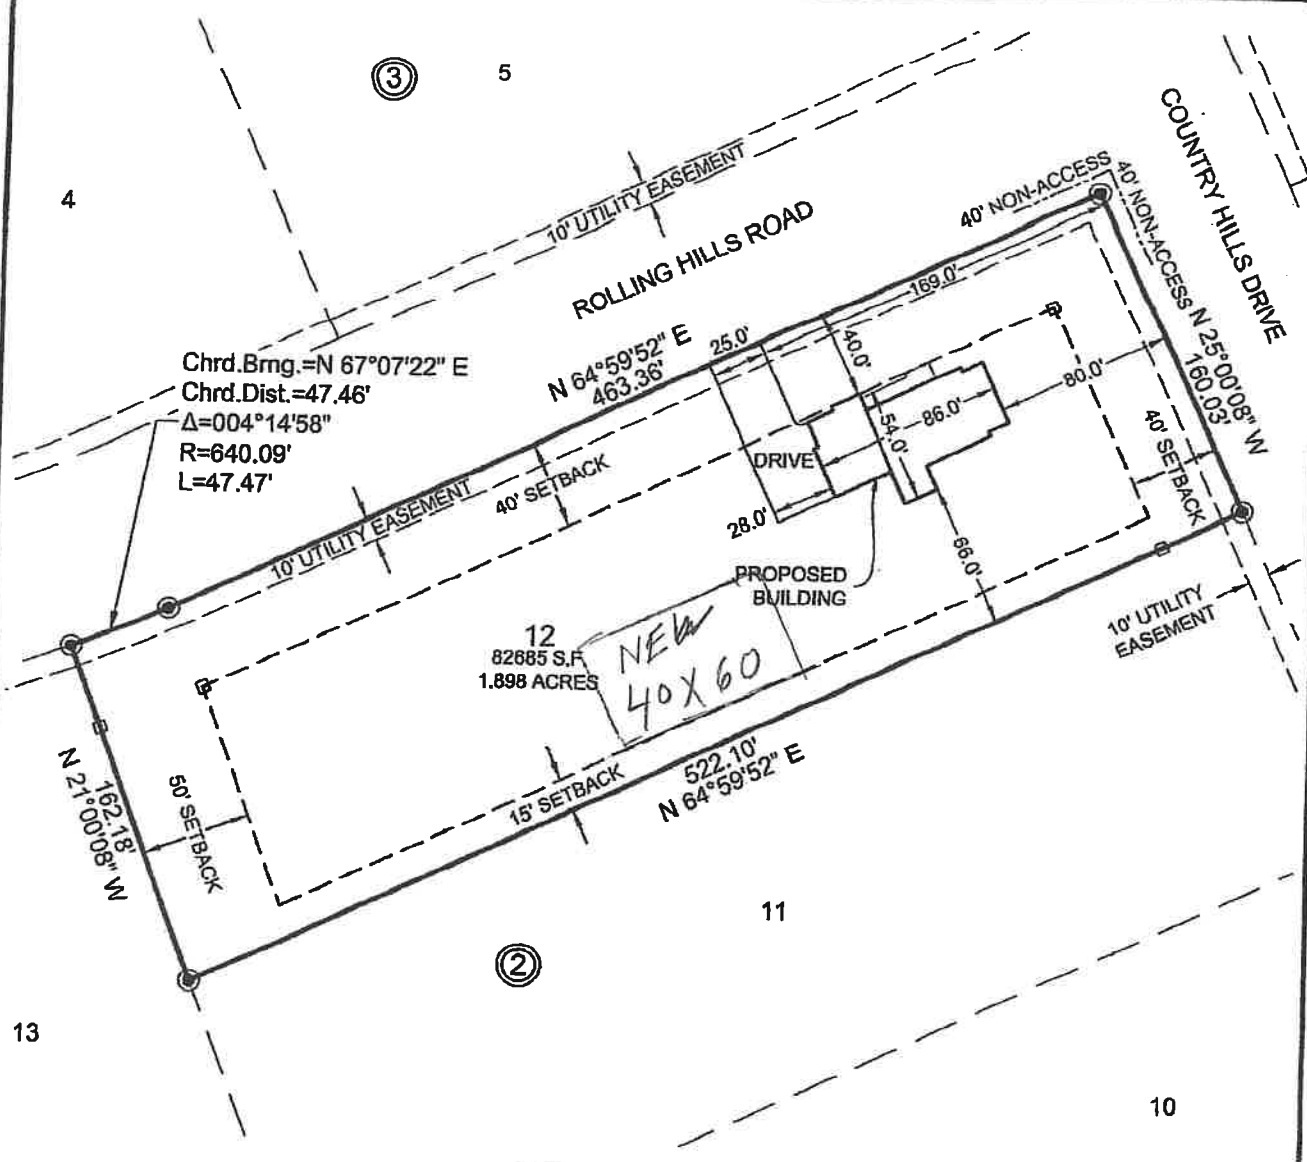 3
5
4
10' UTILITY EASEMENT
ROLLING HILLS ROAD
COUNTRY HILLS DRIVE
40' NON-ACCESS
40' NON-ACCESS
N 25°00'08" W
160.03'
Chrd.Brng.=N 67°07'22" E
Chrd.Dist.=47.46'
Δ=004°14'58"
R=640.09'
L=47.47'
N 64°59'52" E
463.36'
25.0'
169.0'
40.0'
80.0'
86.0'
54.0'
DRIVE
28.0'
66.0'
40' SETBACK
40' SETBACK
10' UTILITY EASEMENT
PROPOSED
BUILDING
10' UTILITY
EASEMENT
12
82685 S.F.
1.898 ACRES
NEW
40X60
162.18'
N 21°00'08" W
50' SETBACK
15' SETBACK
522.10'
N 64°59'52" E
11
2
13
10